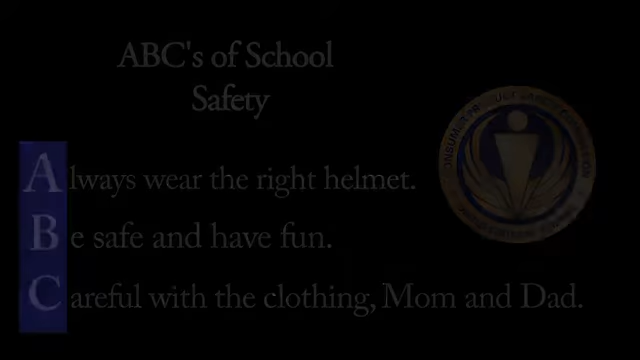 ABC's of School
Safety
Always wear the right helmet.
Be safe and have fun.
Careful with the clothing, Mom and Dad.